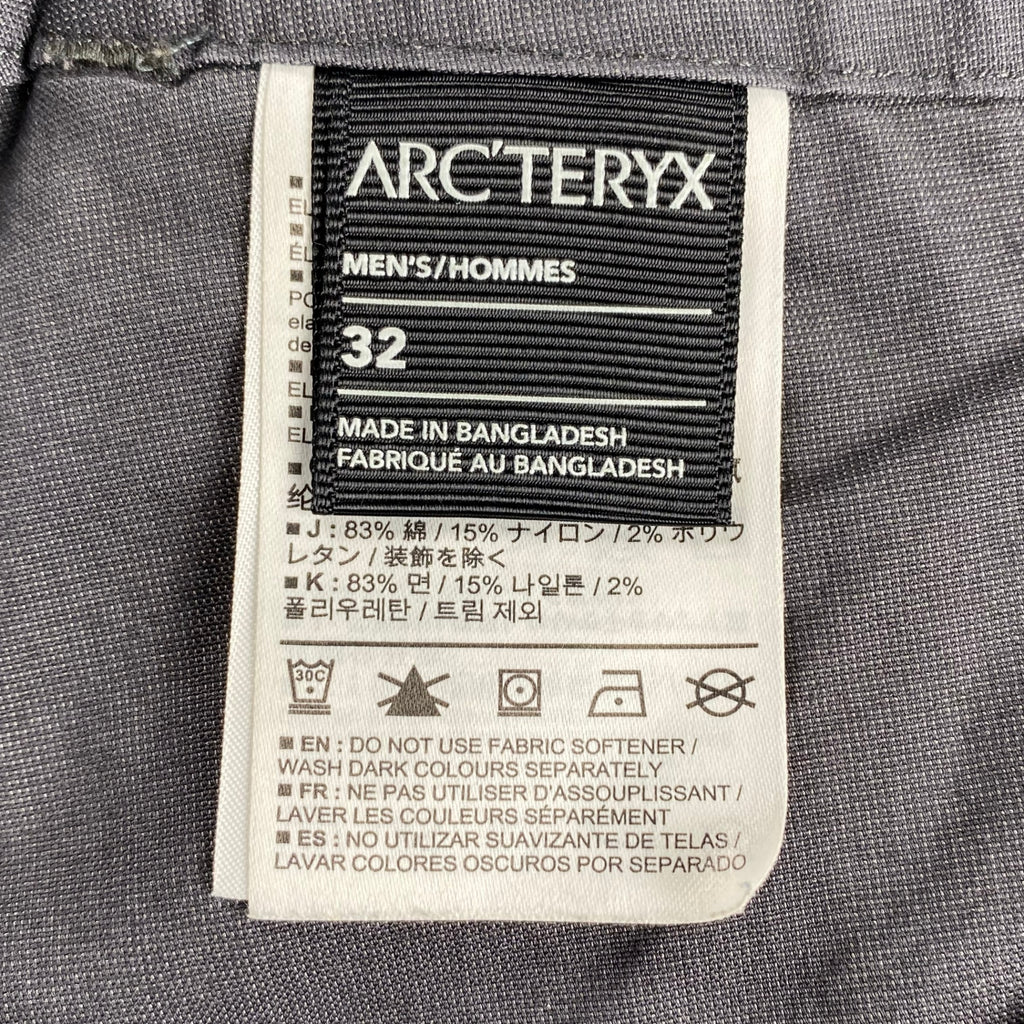 ARC'TERYX
MEN'S/HOMMES
32
MADE IN BANGLADESH
FABRIQUÉ AU BANGLADESH
J : 83% 綿 / 15% ナイロン / 2% ポリウ
レタン / 装飾を除く
K : 83% 면 / 15% 나일론 / 2%
폴리우레탄 / 트림 제외
30C
EN : DO NOT USE FABRIC SOFTENER /
WASH DARK COLOURS SEPARATELY
FR : NE PAS UTILISER D'ASSOUPLISSANT /
LAVER LES COULEURS SÉPARÉMENT
ES : NO UTILIZAR SUAVIZANTE DE TELAS /
LAVAR COLORES OSCUROS POR SEPARADO